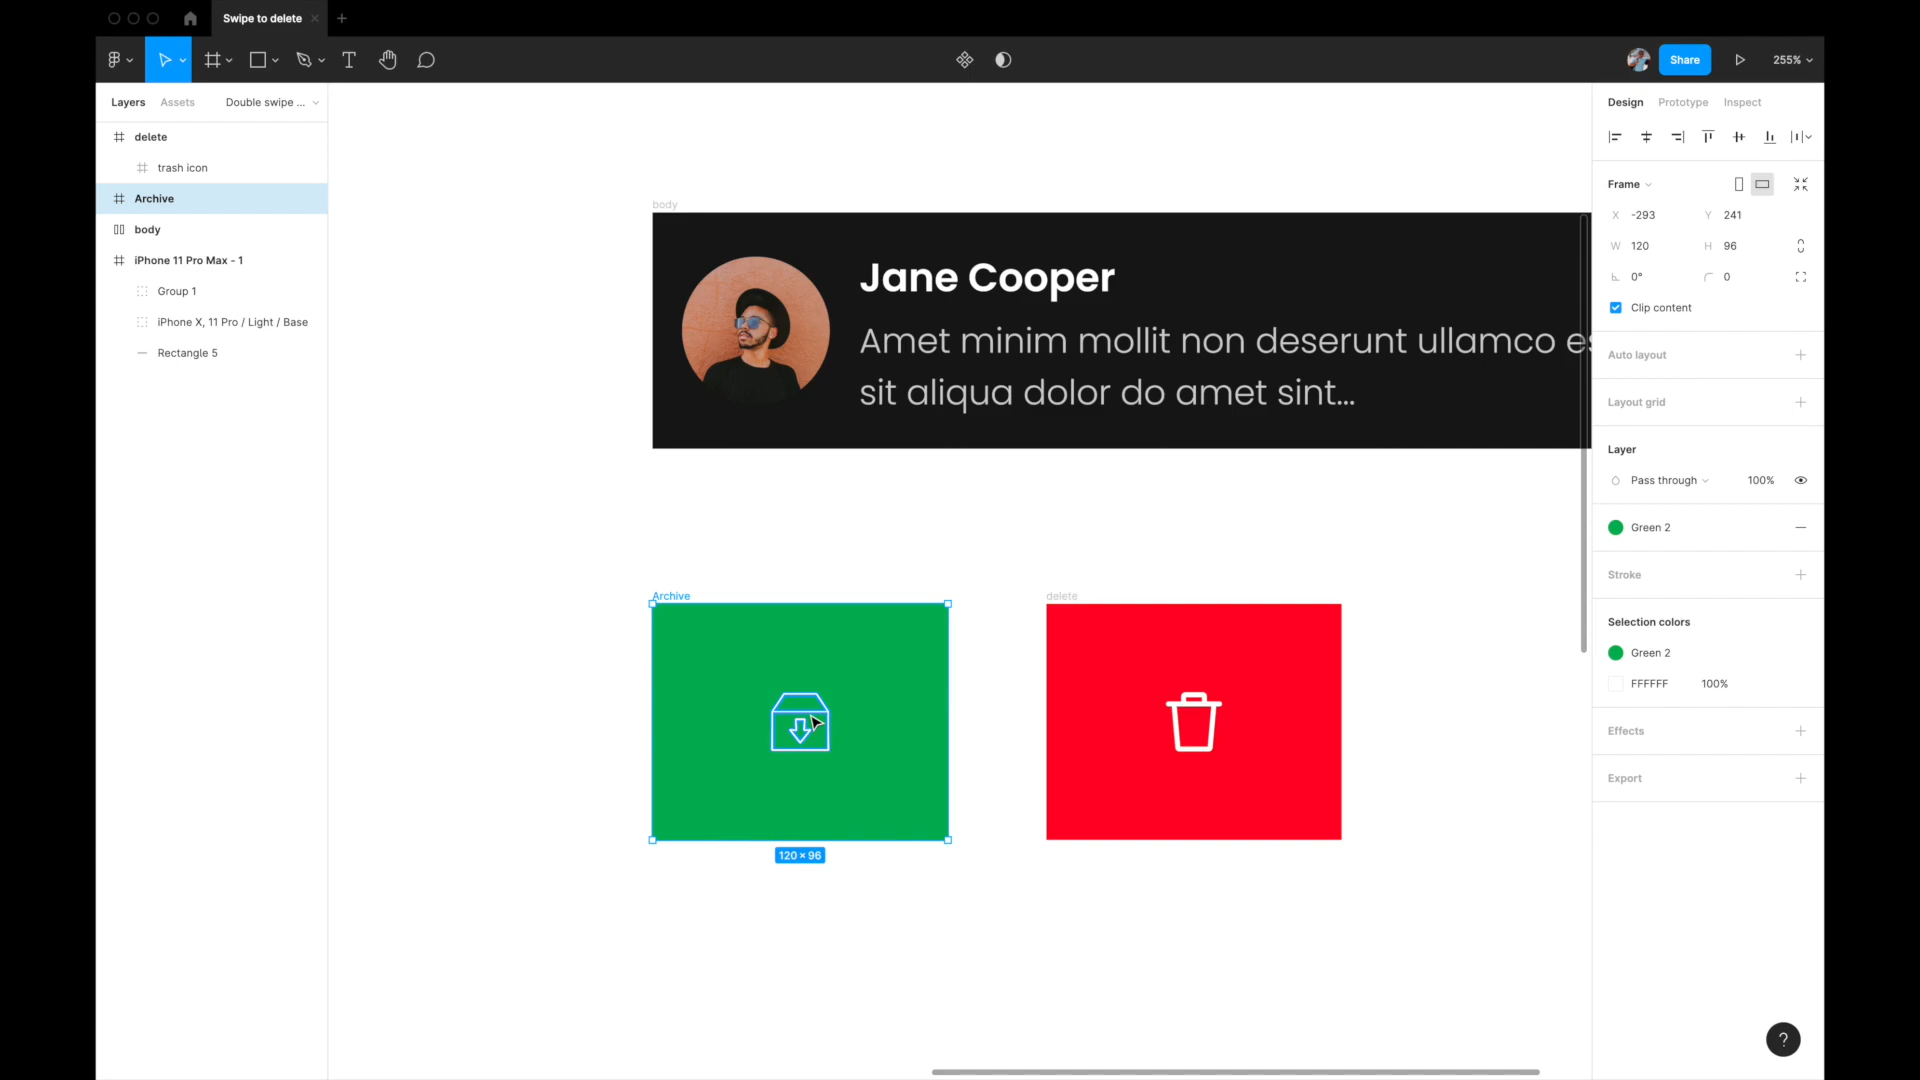 Swipe to delete
Share
255%
Layers
Assets
Double swipe ...
delete
trash icon
Archive
body
iPhone 11 Pro Max - 1
Group 1
iPhone X, 11 Pro / Light / Base
Rectangle 5
body
Jane Cooper
Amet minim mollit non deserunt ullamco es
sit aliqua dolor do amet sint...
Archive
delete
120 × 96
Design
Prototype
Inspect
Frame
X -293 Y 241
W 120 H 96
0° 0
Clip content
Auto layout
Layout grid
Layer
Pass through 100%
Green 2
Stroke
Selection colors
Green 2
FFFFFF 100%
Effects
Export
?